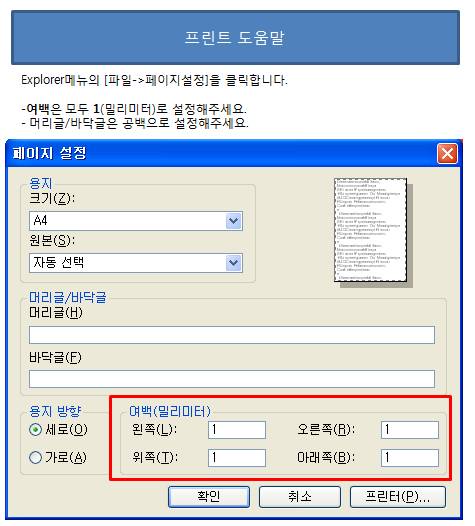 프린트 도움말
Explorer메뉴의 [파일->페이지설정]을 클릭합니다.
-여백은 모두 1(밀리미터)로 설정해주세요.
- 머리글/바닥글은 공백으로 설정해주세요.
페이지 설정
용지
크기(Z):
A4
원본(S):
자동 선택
머리글/바닥글
머리글(H)
바닥글(F)
용지 방향
세로(O)
가로(A)
여백(밀리미터)
왼쪽(L): 1 오른쪽(R): 1
위쪽(T): 1 아래쪽(B): 1
확인 취소 프린터(P)...